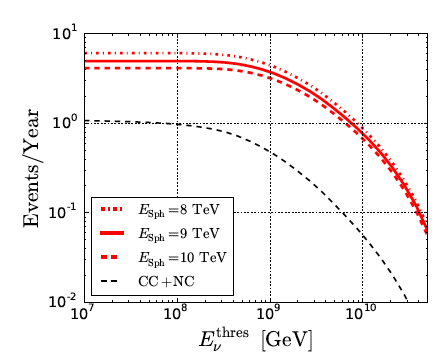 10^1
10^0
10^-1
10^-2
Events/Year
E_Sph = 8 TeV
E_Sph = 9 TeV
E_Sph = 10 TeV
CC+NC
10^7 10^8 10^9 10^10
E_ν^thres [GeV]